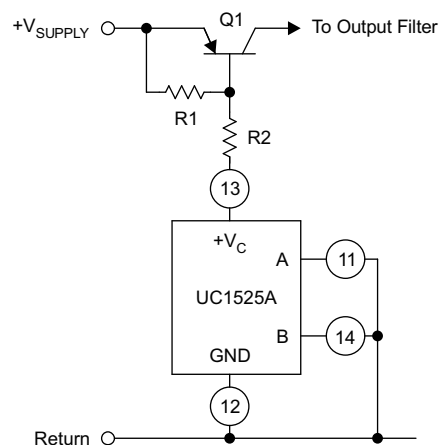 +VSUPPLY
Q1
To Output Filter
R1
R2
13
+VC
A
11
UC1525A
B
14
GND
12
Return